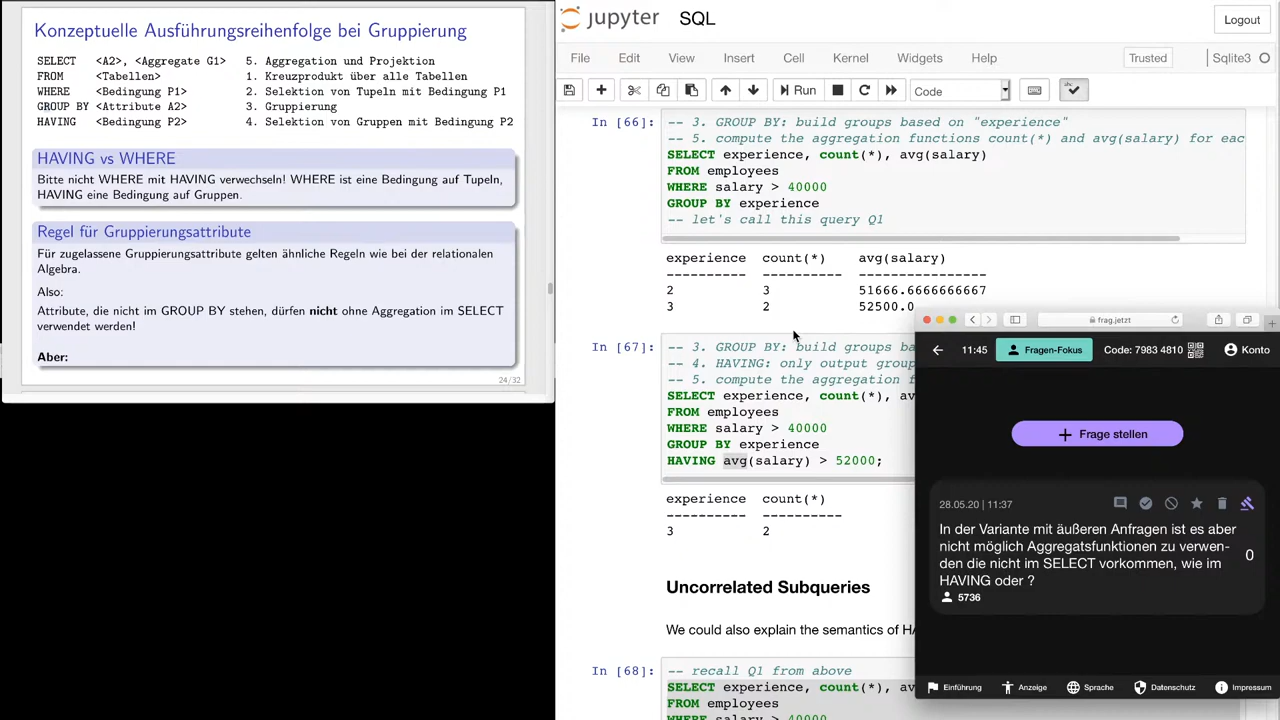 Konzeptuelle Ausführungsreihenfolge bei Gruppierung
SELECT <A2>, <Aggregate G1> 5. Aggregation und Projektion
FROM <Tabellen> 1. Kreuzprodukt über alle Tabellen
WHERE <Bedingung P1> 2. Selektion von Tupeln mit Bedingung P1
GROUP BY <Attribute A2> 3. Gruppierung
HAVING <Bedingung P2> 4. Selektion von Gruppen mit Bedingung P2
HAVING vs WHERE
Bitte nicht WHERE mit HAVING verwechseln! WHERE ist eine Bedingung auf Tupeln,
HAVING eine Bedingung auf Gruppen.
Regel für Gruppierungsattribute
Für zugelassene Gruppierungsattribute gelten ähnliche Regeln wie bei der relationalen
Algebra.
Also:
Attribute, die nicht im GROUP BY stehen, dürfen nicht ohne Aggregation im SELECT
verwendet werden!
Aber:
24/32
jupyter SQL
Logout
File Edit View Insert Cell Kernel Widgets Help
Trusted
Sqlite3
Run
Code
In [66]:
-- 3. GROUP BY: build groups based on "experience"
-- 5. compute the aggregation functions count(*) and avg(salary) for each
SELECT experience, count(*), avg(salary)
FROM employees
WHERE salary > 40000
GROUP BY experience
-- let's call this query Q1
experience count(*) avg(salary)
---------- ---------- ----------------
2 3 51666.6666666667
3 2 52500.0
In [67]:
-- 3. GROUP BY: build groups ba
-- 4. HAVING: only output group
-- 5. compute the aggregation f
SELECT experience, count(*), av
FROM employees
WHERE salary > 40000
GROUP BY experience
HAVING avg(salary) > 52000;
experience count(*)
---------- ----------
3 2
Uncorrelated Subqueries
We could also explain the semantics of HA
In [68]:
-- recall Q1 from above
SELECT experience, count(*), av
FROM employees
WHERE salary > 40000
frag.jetzt
11:45
Fragen-Fokus
Code: 7983 4810
Konto
+ Frage stellen
28.05.20 | 11:37
In der Variante mit äußeren Anfragen ist es aber
nicht möglich Aggregatsfunktionen zu verwen-
den die nicht im SELECT vorkommen, wie im
HAVING oder ?
0
5736
Einführung
Anzeige
Sprache
Datenschutz
Impressum